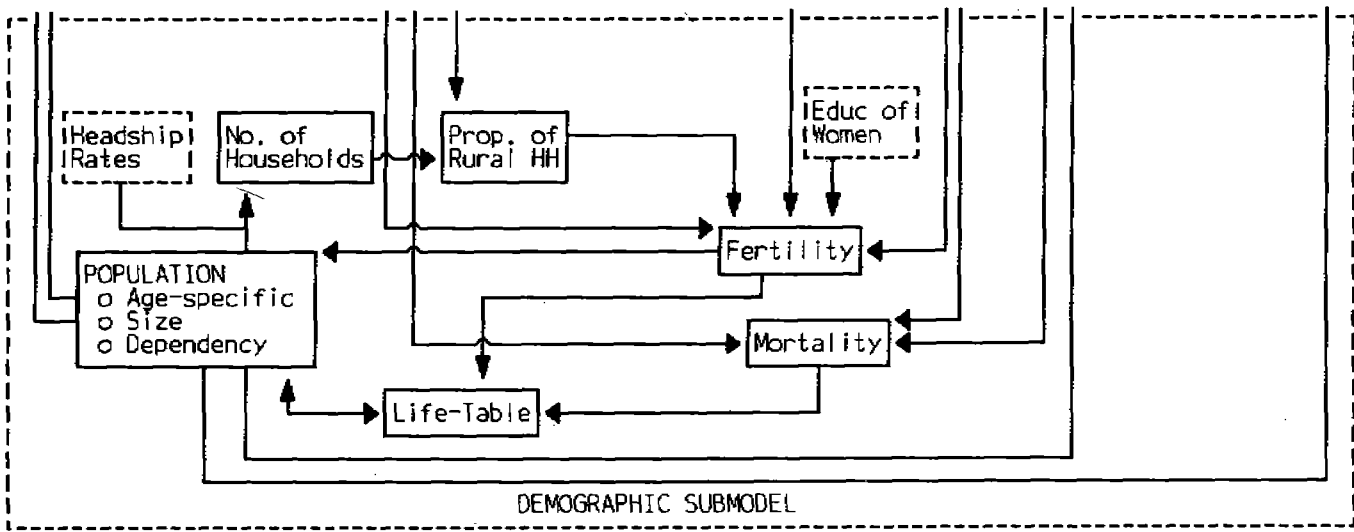 Headship
Rates
No. of
Households
Prop. of
Rural HH
Educ of
Women
Fertility
POPULATION
o Age-specific
o Size
o Dependency
Mortality
Life-Table
DEMOGRAPHIC SUBMODEL